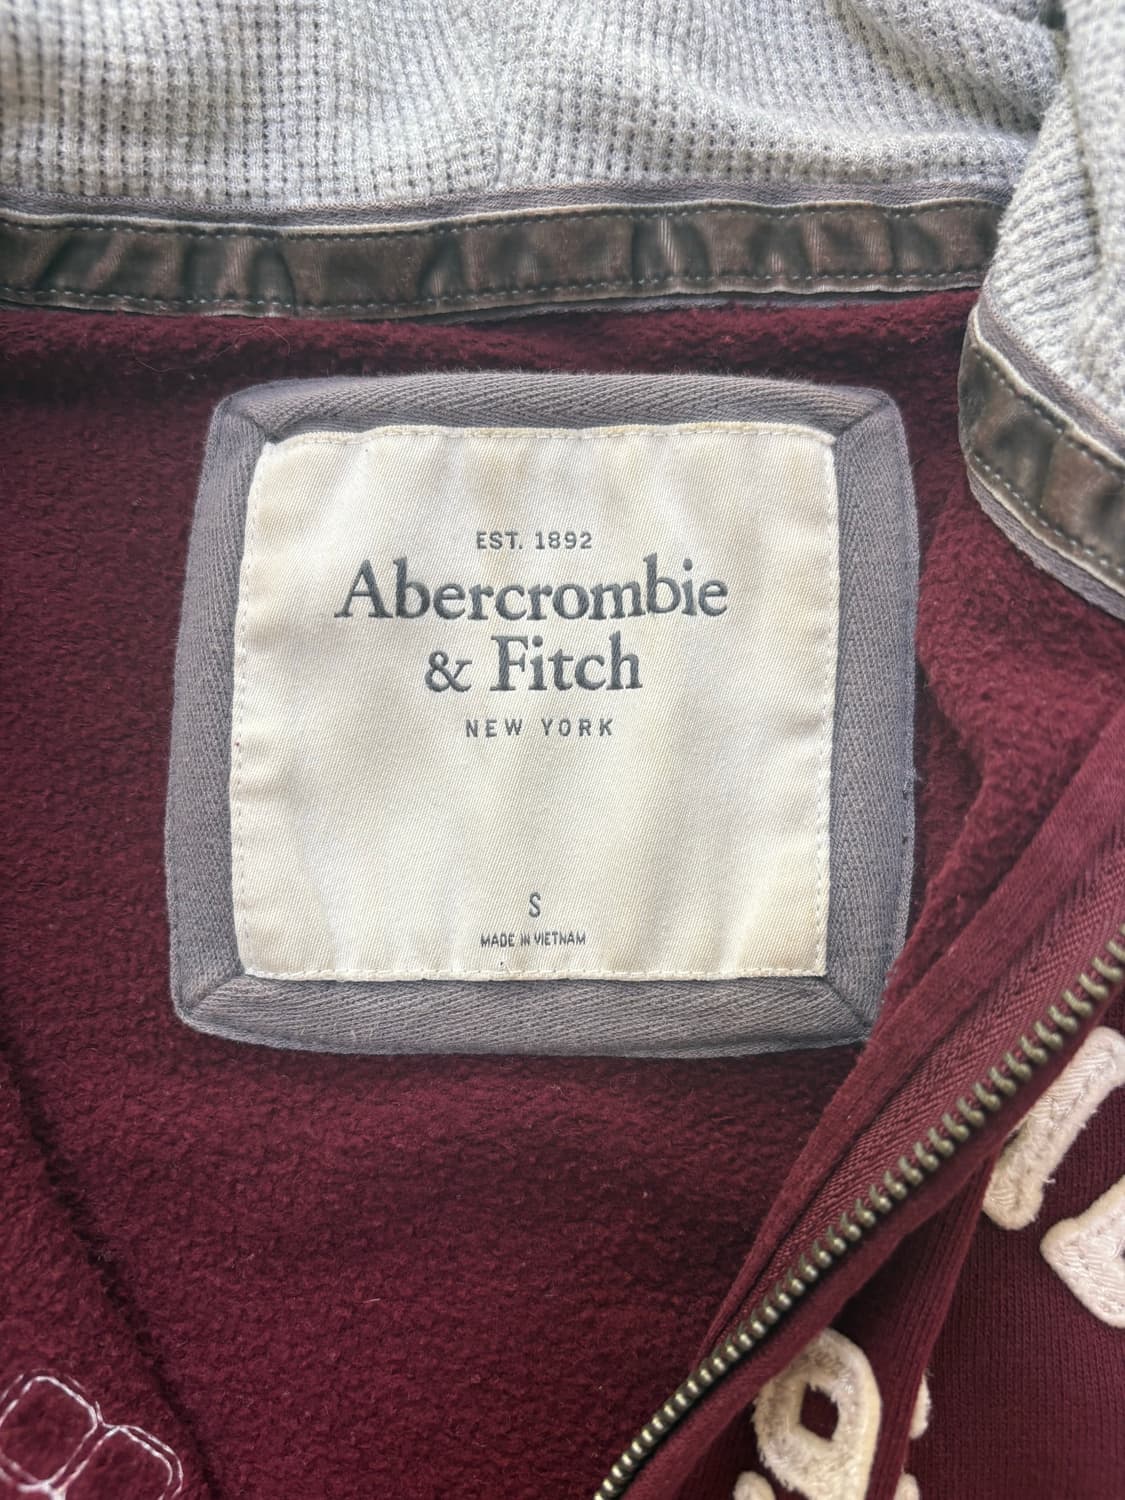 EST. 1892
Abercrombie
& Fitch
NEW YORK
S
MADE IN VIETNAM